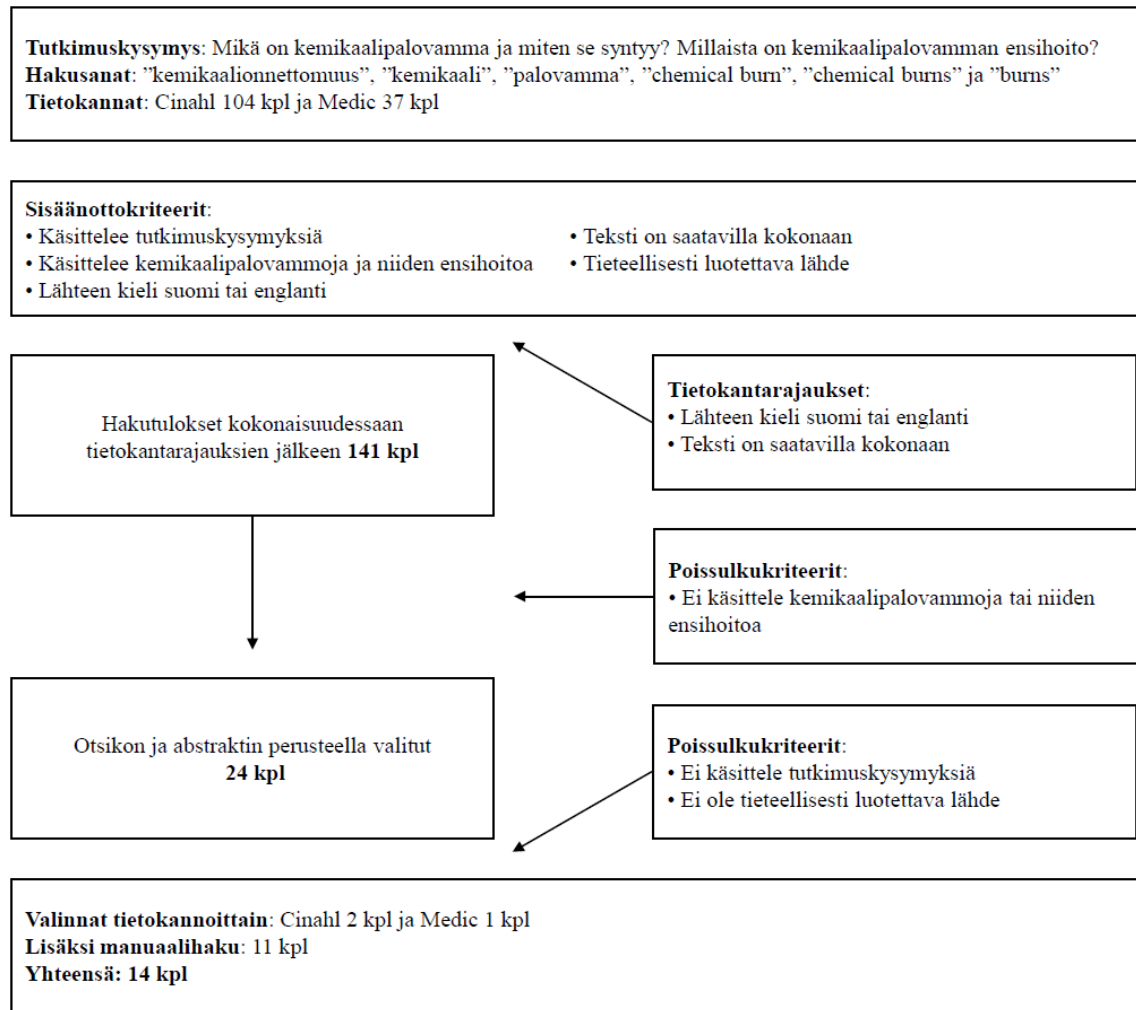 Tutkimuskysymys: Mikä on kemikaalipalovamma ja miten se syntyy? Millaista on kemikaalipalovamman ensihoito?
Hakusanat: ”kemikaalionnettomuus”, ”kemikaali”, ”palovamma”, ”chemical burn”, ”chemical burns” ja ”burns”
Tietokannat: Cinahl 104 kpl ja Medic 37 kpl
Sisäänottokriteerit:
• Käsittelee tutkimuskysymyksiä
• Käsittelee kemikaalipalovammoja ja niiden ensihoitoa
• Lähteen kieli suomi tai englanti
• Teksti on saatavilla kokonaan
• Tieteellisesti luotettava lähde
Hakutulokset kokonaisuudessaan
tietokantarajauksien jälkeen 141 kpl
Tietokantarajaukset:
• Lähteen kieli suomi tai englanti
• Teksti on saatavilla kokonaan
Poissulkukriteerit:
• Ei käsittele kemikaalipalovammoja tai niiden
ensihoitoa
Otsikon ja abstraktin perusteella valitut
24 kpl
Poissulkukriteerit:
• Ei käsittele tutkimuskysymyksiä
• Ei ole tieteellisesti luotettava lähde
Valinnat tietokannoittain: Cinahl 2 kpl ja Medic 1 kpl
Lisäksi manuaalihaku: 11 kpl
Yhteensä: 14 kpl